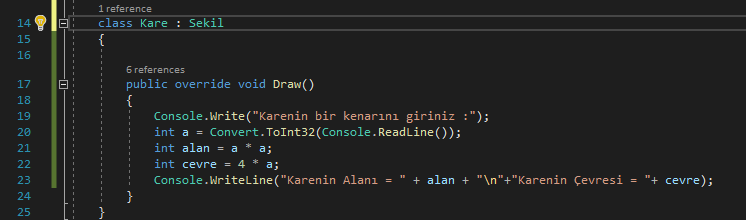 1 reference
14 class Kare : Sekil
15 {
16
6 references
17 public override void Draw()
18 {
19 Console.Write("Karenin bir kenarını giriniz :");
20 int a = Convert.ToInt32(Console.ReadLine());
21 int alan = a * a;
22 int cevre = 4 * a;
23 Console.WriteLine("Karenin Alanı = " + alan + "\n"+"Karenin Çevresi = "+ cevre);
24 }
25 }